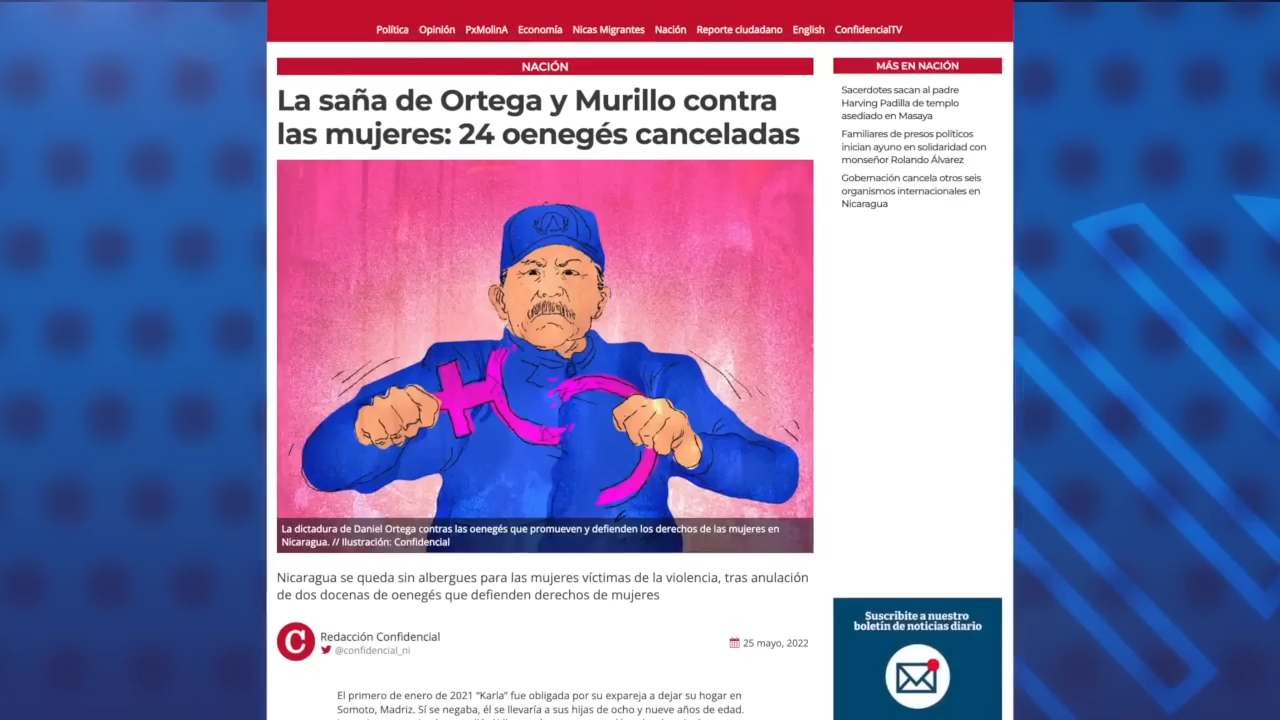 Política Opinión PxMolinA Economía Nicas Migrantes Nación Reporte ciudadano English ConfidencialTV
NACIÓN
La saña de Ortega y Murillo contra
las mujeres: 24 oenegés canceladas
La dictadura de Daniel Ortega contras las oenegés que promueven y defienden los derechos de las mujeres en
Nicaragua. // Ilustración: Confidencial
Nicaragua se queda sin albergues para las mujeres víctimas de la violencia, tras anulación
de dos docenas de oenegés que defienden derechos de mujeres
C
Redacción Confidencial
@confidencial_ni
25 mayo, 2022
El primero de enero de 2021 “Karla” fue obligada por su expareja a dejar su hogar en
Somoto, Madriz. Sí se negaba, él se llevaría a sus hijas de ocho y nueve años de edad.
MÁS EN NACIÓN
Sacerdotes sacan al padre
Harving Padilla de templo
asediado en Masaya
Familiares de presos políticos
inician ayuno en solidaridad con
monseñor Rolando Álvarez
Gobernación cancela otros seis
organismos internacionales en
Nicaragua
Suscribite a nuestro
boletín de noticias diario